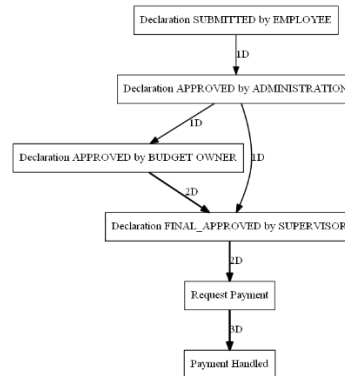 Declaration SUBMITTED by EMPLOYEE
1D
Declaration APPROVED by ADMINISTRATION
1D
1D
Declaration APPROVED by BUDGET OWNER
2D
Declaration FINAL_APPROVED by SUPERVISOR
2D
Request Payment
3D
Payment Handled